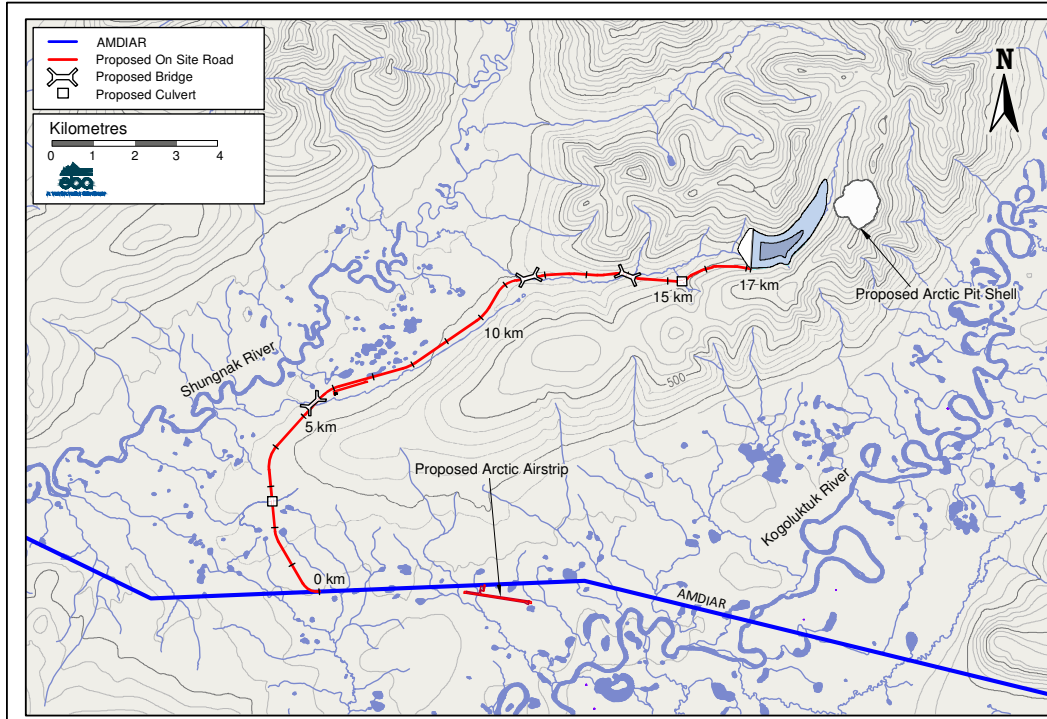 AMDIAR
Proposed On Site Road
Proposed Bridge
Proposed Culvert
Kilometres
0 1 2 3 4
eba
N
17 km
15 km
Proposed Arctic Pit Shell
10 km
Shungnak River
500
5 km
Proposed Arctic Airstrip
Kogoluktuk River
0 km
AMDIAR